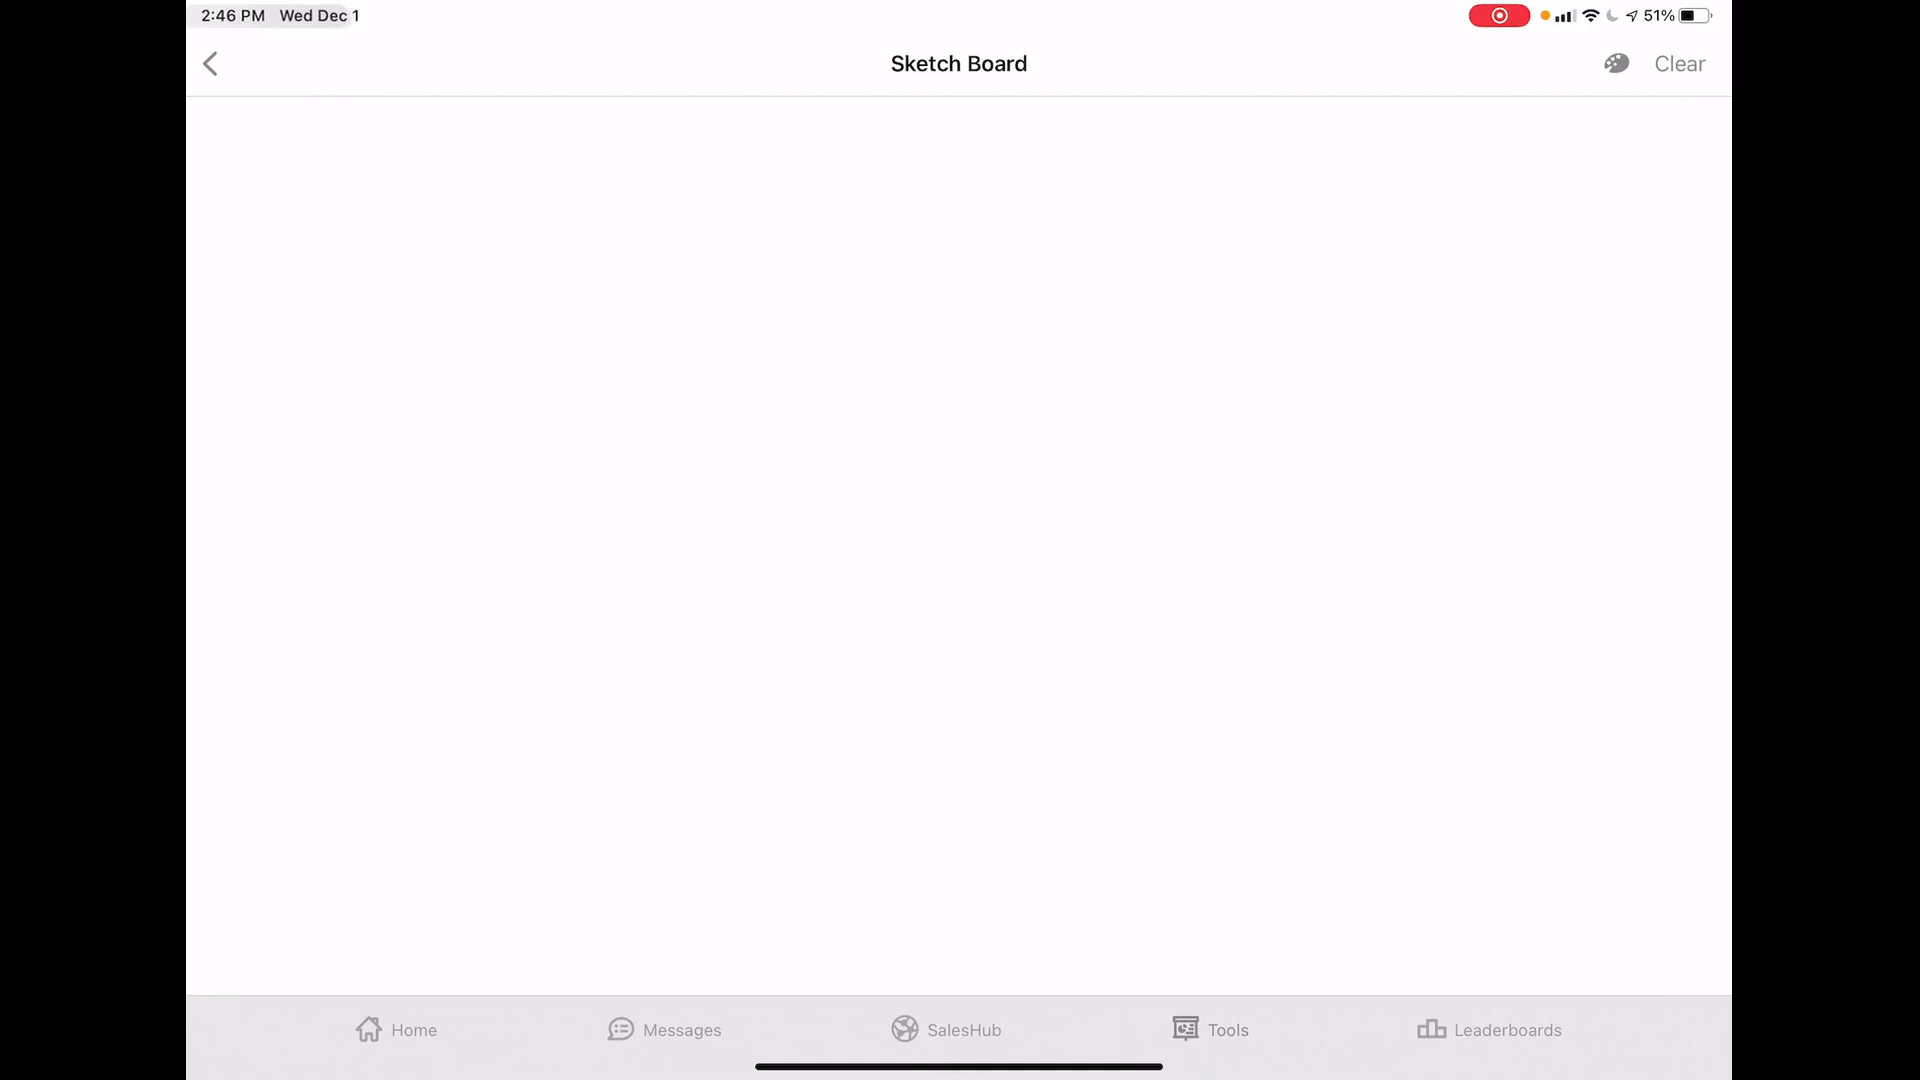 2:46 PM Wed Dec 1
51%
Sketch Board
Clear
Home
Messages
SalesHub
Tools
Leaderboards